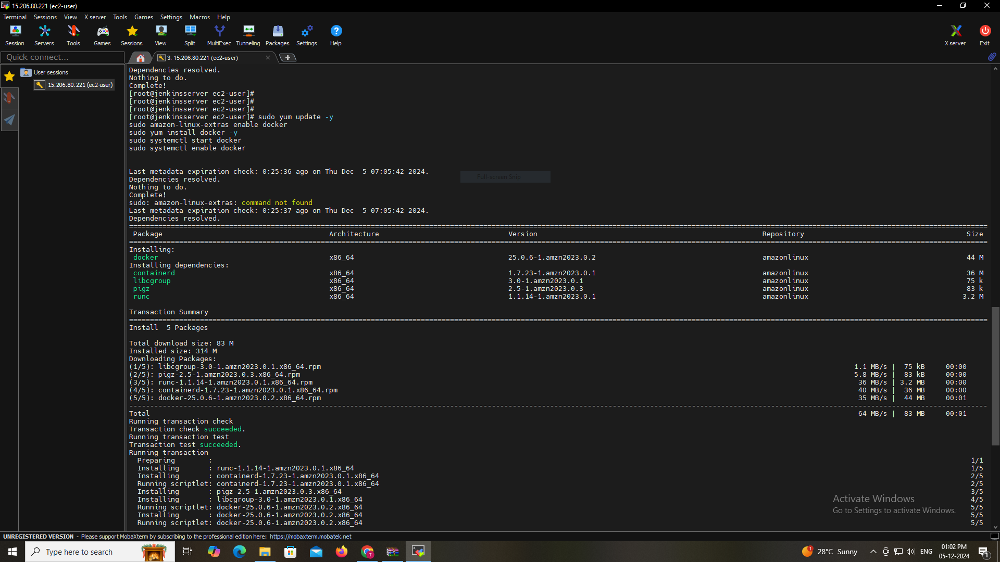 15.206.80.221 (ec2-user)
Terminal Sessions View X server Tools Games Settings Macros Help
Session Servers Tools Games Sessions View Split MultiExec Tunneling Packages Settings Help X server Exit
Quick connect...
3. 15.206.80.221 (ec2-user)
User sessions
15.206.80.221 (ec2-user)
Dependencies resolved.
Nothing to do.
Complete!
[root@jenkinsserver ec2-user]#
[root@jenkinsserver ec2-user]#
[root@jenkinsserver ec2-user]#
[root@jenkinsserver ec2-user]# sudo yum update -y
sudo amazon-linux-extras enable docker
sudo yum install docker -y
sudo systemctl start docker
sudo systemctl enable docker
Last metadata expiration check: 0:25:36 ago on Thu Dec  5 07:05:42 2024.
Full-screen Snip
Dependencies resolved.
Nothing to do.
Complete!
sudo: amazon-linux-extras: command not found
Last metadata expiration check: 0:25:37 ago on Thu Dec  5 07:05:42 2024.
Dependencies resolved.
Package Architecture Version Repository Size
Installing:
docker x86_64 25.0.6-1.amzn2023.0.2 amazonlinux 44 M
Installing dependencies:
containerd x86_64 1.7.23-1.amzn2023.0.1 amazonlinux 36 M
libcgroup x86_64 3.0-1.amzn2023.0.1 amazonlinux 75 k
pigz x86_64 2.5-1.amzn2023.0.3 amazonlinux 83 k
runc x86_64 1.1.14-1.amzn2023.0.1 amazonlinux 3.2 M
Transaction Summary
Install  5 Packages
Total download size: 83 M
Installed size: 314 M
Downloading Packages:
(1/5): libcgroup-3.0-1.amzn2023.0.1.x86_64.rpm 1.1 MB/s |  75 kB     00:00
(2/5): pigz-2.5-1.amzn2023.0.3.x86_64.rpm 5.8 MB/s |  83 kB     00:00
(3/5): runc-1.1.14-1.amzn2023.0.1.x86_64.rpm 36 MB/s | 3.2 MB     00:00
(4/5): containerd-1.7.23-1.amzn2023.0.1.x86_64.rpm 40 MB/s |  36 MB     00:00
(5/5): docker-25.0.6-1.amzn2023.0.2.x86_64.rpm 35 MB/s |  44 MB     00:01
Total 64 MB/s |  83 MB     00:01
Running transaction check
Transaction check succeeded.
Running transaction test
Transaction test succeeded.
Running transaction
Preparing        : 1/1
Installing       : runc-1.1.14-1.amzn2023.0.1.x86_64 1/5
Installing       : containerd-1.7.23-1.amzn2023.0.1.x86_64 2/5
Running scriptlet: containerd-1.7.23-1.amzn2023.0.1.x86_64 2/5
Installing       : pigz-2.5-1.amzn2023.0.3.x86_64 3/5
Installing       : libcgroup-3.0-1.amzn2023.0.1.x86_64 4/5
Running scriptlet: docker-25.0.6-1.amzn2023.0.2.x86_64 5/5
Installing       : docker-25.0.6-1.amzn2023.0.2.x86_64 5/5
Running scriptlet: docker-25.0.6-1.amzn2023.0.2.x86_64 5/5
Activate Windows
Go to Settings to activate Windows.
UNREGISTERED VERSION - Please support MobaXterm by subscribing to the professional edition here: https://mobaxterm.mobatek.net
Type here to search
1 28°C Sunny ENG 01:02 PM 1
05-12-2024